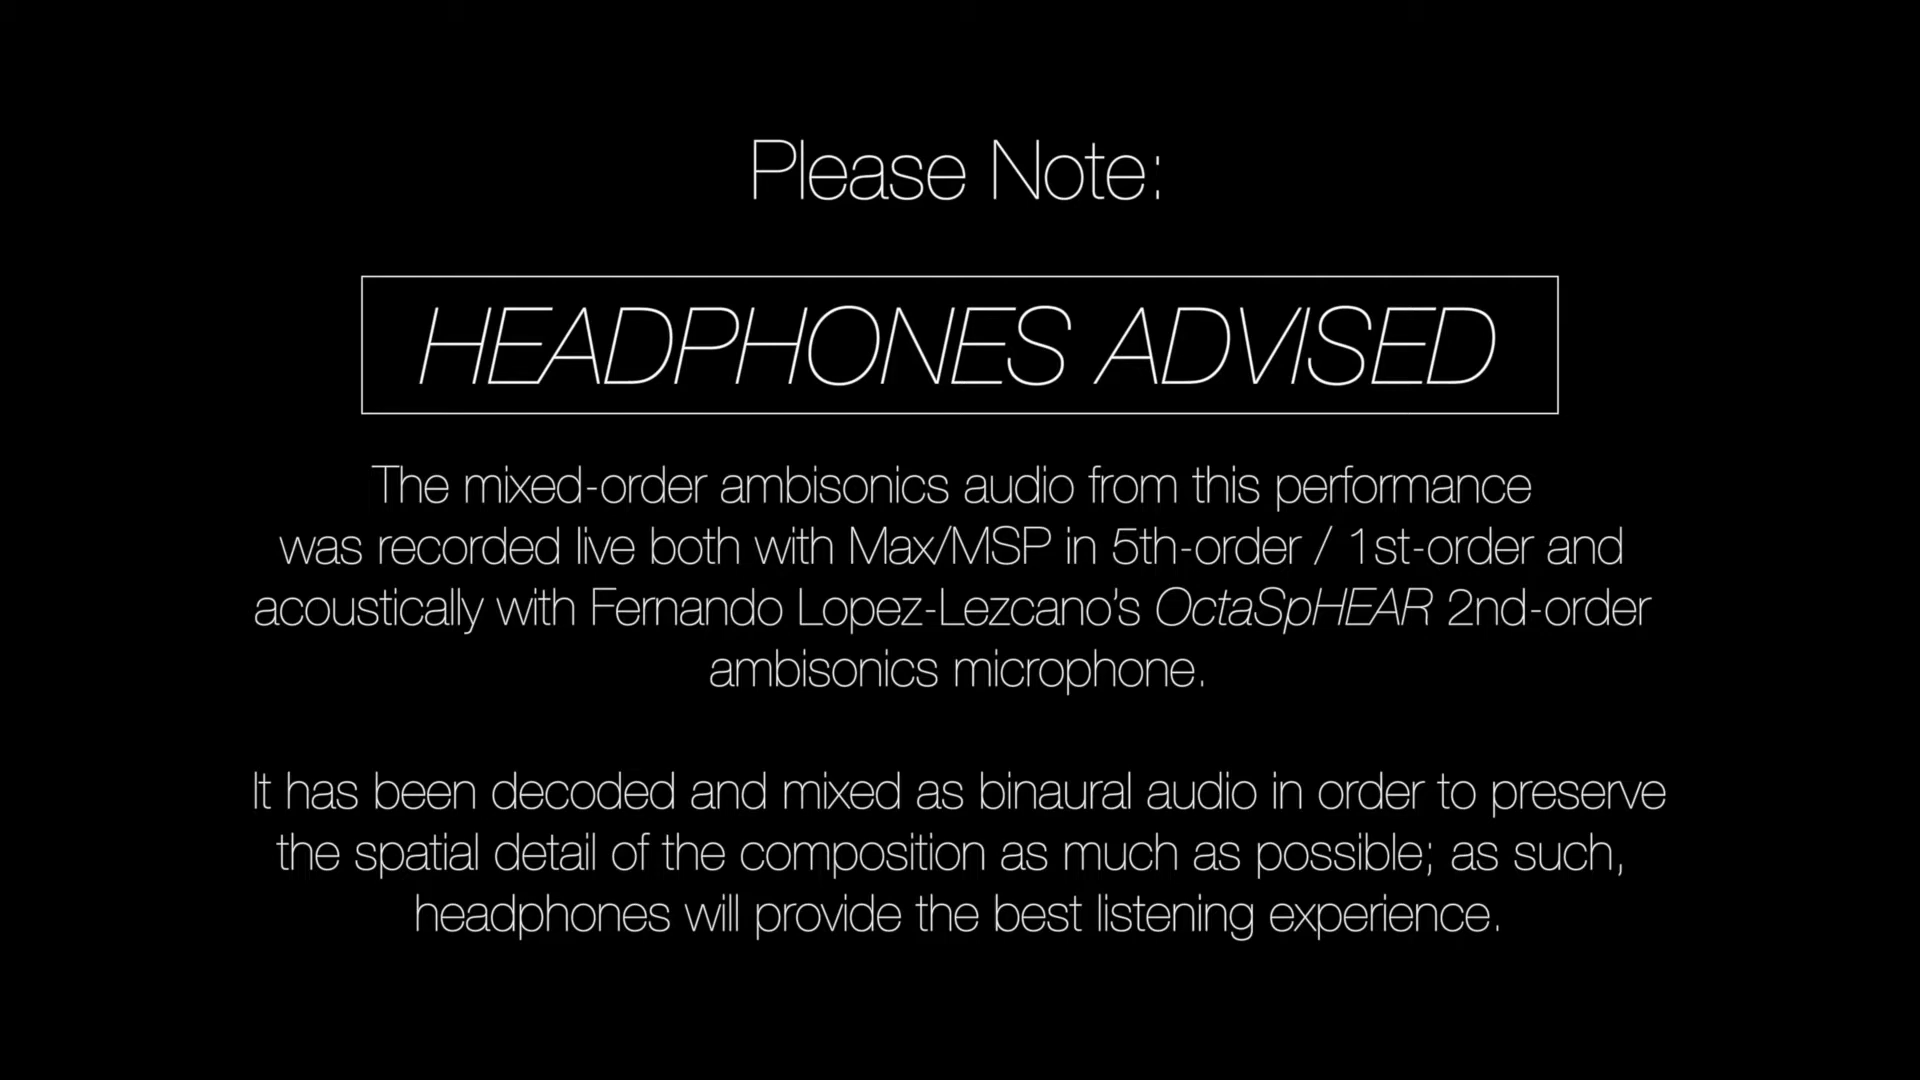 Please Note:
HEADPHONES ADVISED
The mixed-order ambisonics audio from this performance
was recorded live both with Max/MSP in 5th-order / 1st-order and
acoustically with Fernando Lopez-Lezcano’s OctaSpHEAR 2nd-order
ambisonics microphone.
It has been decoded and mixed as binaural audio in order to preserve
the spatial detail of the composition as much as possible; as such,
headphones will provide the best listening experience.